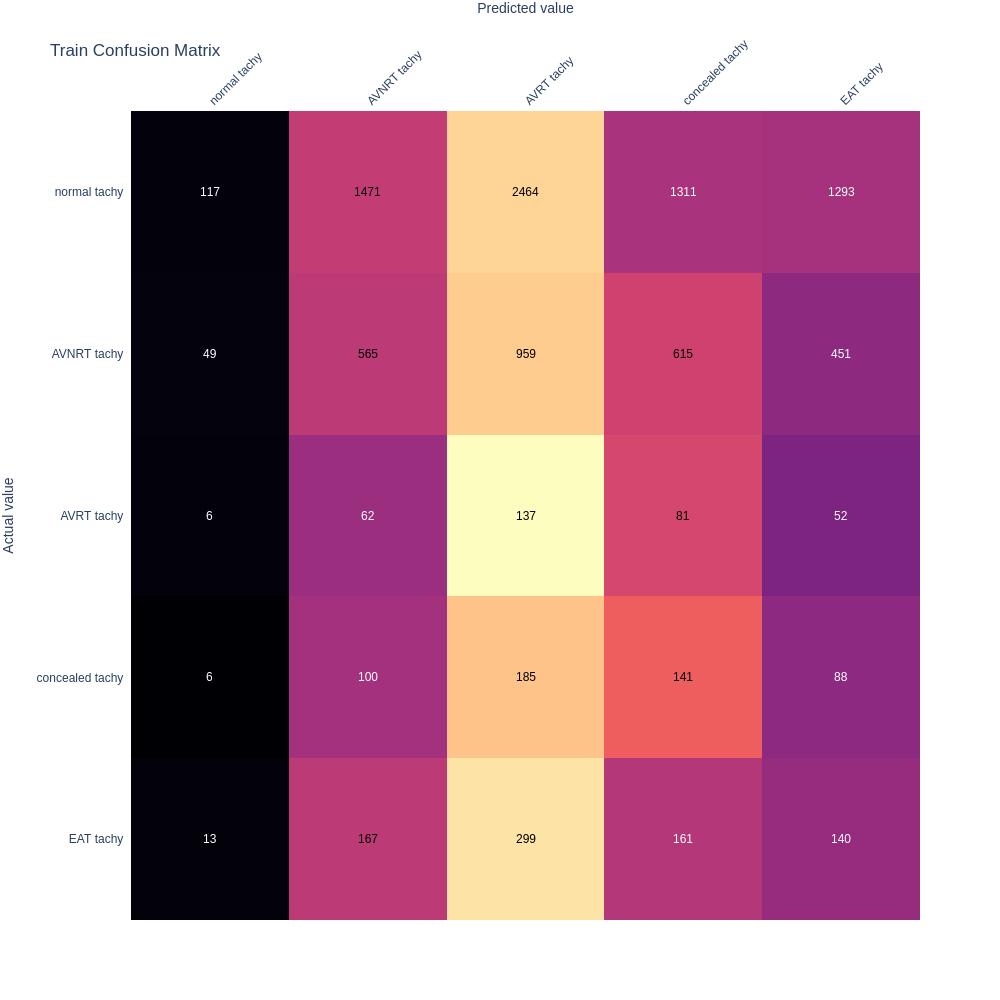 Predicted value
Train Confusion Matrix
normal tachy AVNRT tachy AVRT tachy concealed tachy EAT tachy
normal tachy 117 1471 2464 1311 1293
AVNRT tachy 49 565 959 615 451
Actual value
AVRT tachy 6 62 137 81 52
concealed tachy 6 100 185 141 88
EAT tachy 13 167 299 161 140